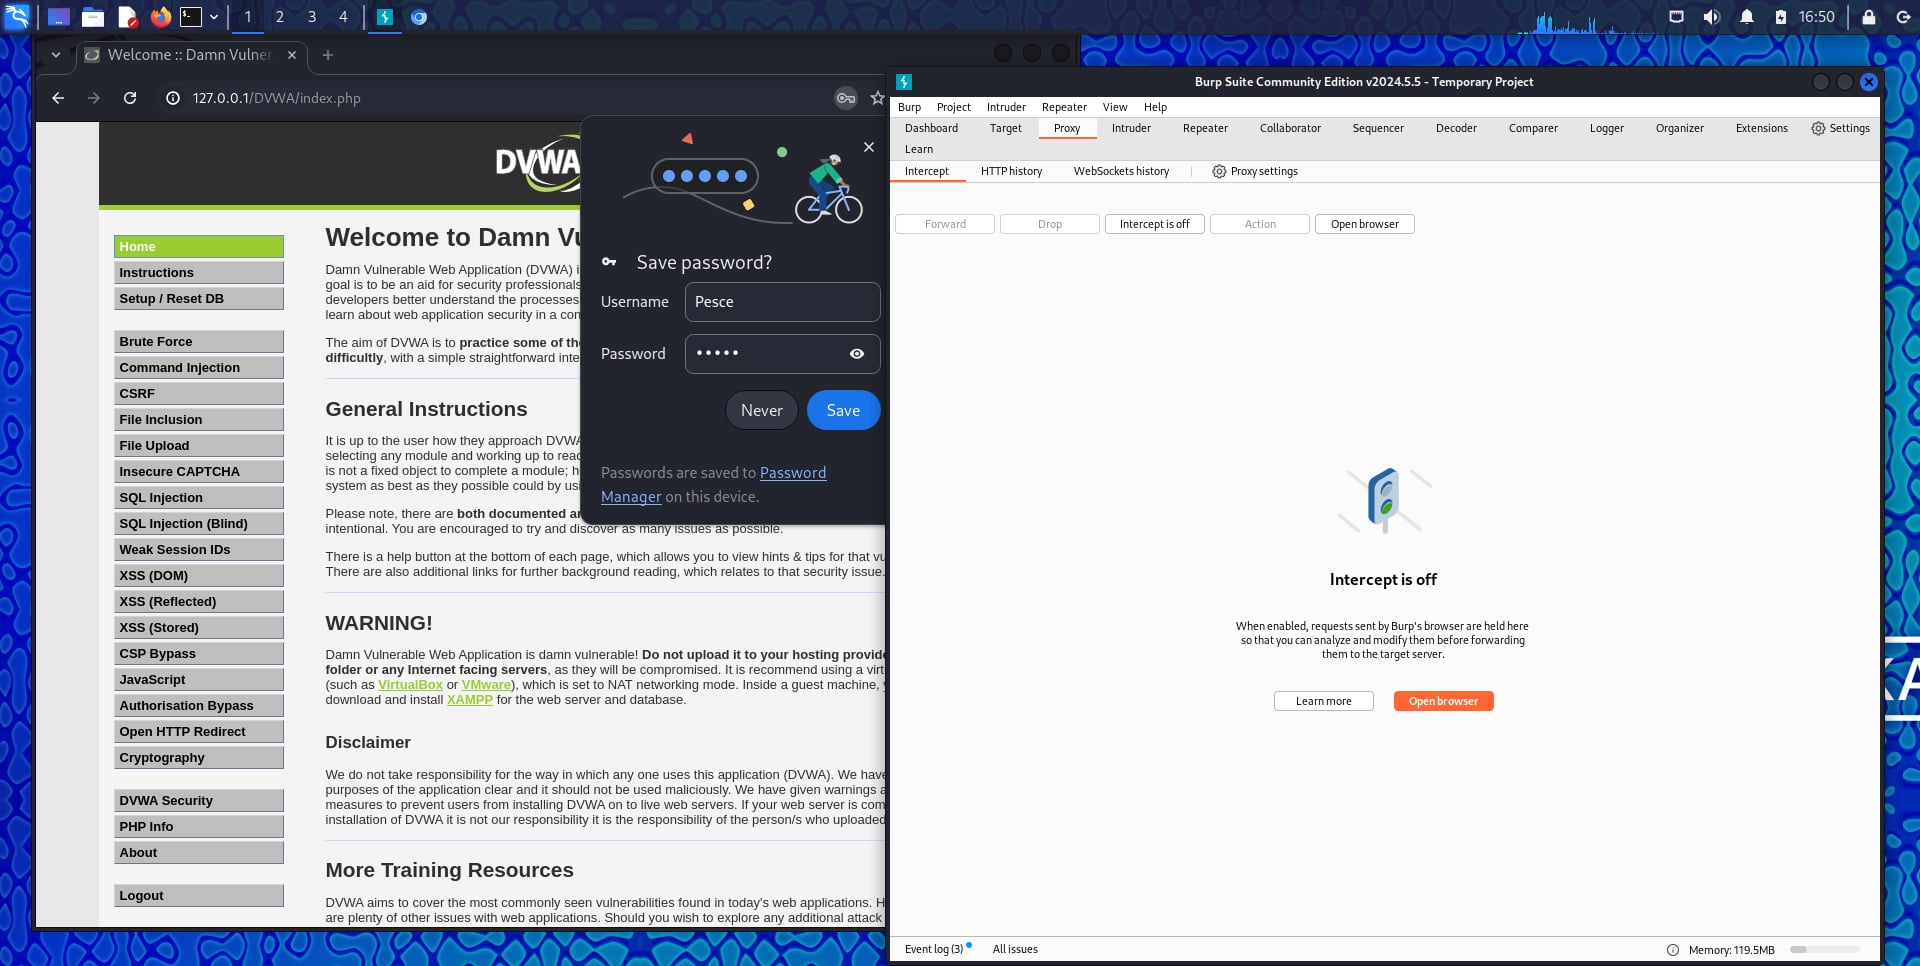 1 2 3 4
16:50
Welcome :: Damn Vulner
127.0.0.1/DVWA/index.php
DVWA
Home
Instructions
Setup / Reset DB
Brute Force
Command Injection
CSRF
File Inclusion
File Upload
Insecure CAPTCHA
SQL Injection
SQL Injection (Blind)
Weak Session IDs
XSS (DOM)
XSS (Reflected)
XSS (Stored)
CSP Bypass
JavaScript
Authorisation Bypass
Open HTTP Redirect
Cryptography
DVWA Security
PHP Info
About
Logout
Welcome to Damn Vu
Damn Vulnerable Web Application (DVWA) i
goal is to be an aid for security professionals
developers better understand the processes
learn about web application security in a con
The aim of DVWA is to practice some of the
difficultly, with a simple straightforward inte
General Instructions
It is up to the user how they approach DVWA
selecting any module and working up to reac
is not a fixed object to complete a module; h
system as best as they possible could by us
Please note, there are both documented an
intentional. You are encouraged to try and discover as many issues as possible.
There is a help button at the bottom of each page, which allows you to view hints & tips for that vu
There are also additional links for further background reading, which relates to that security issue.
WARNING!
Damn Vulnerable Web Application is damn vulnerable! Do not upload it to your hosting provide
folder or any Internet facing servers, as they will be compromised. It is recommend using a virt
(such as VirtualBox or VMware), which is set to NAT networking mode. Inside a guest machine, y
download and install XAMPP for the web server and database.
Disclaimer
We do not take responsibility for the way in which any one uses this application (DVWA). We have
purposes of the application clear and it should not be used maliciously. We have given warnings a
measures to prevent users from installing DVWA on to live web servers. If your web server is com
installation of DVWA it is not our responsibility it is the responsibility of the person/s who uploaded
More Training Resources
DVWA aims to cover the most commonly seen vulnerabilities found in today's web applications. H
are plenty of other issues with web applications. Should you wish to explore any additional attack
Save password?
Username Pesce
Password •••••
Never Save
Passwords are saved to Password
Manager on this device.
Burp Suite Community Edition v2024.5.5 - Temporary Project
Burp Project Intruder Repeater View Help
Dashboard Target Proxy Intruder Repeater Collaborator Sequencer Decoder Comparer Logger Organizer Extensions Settings
Learn
Intercept HTTP history WebSockets history Proxy settings
Forward Drop Intercept is off Action Open browser
Intercept is off
When enabled, requests sent by Burp's browser are held here
so that you can analyze and modify them before forwarding
them to the target server.
Learn more Open browser
Event log (3) All issues Memory: 119.5MB